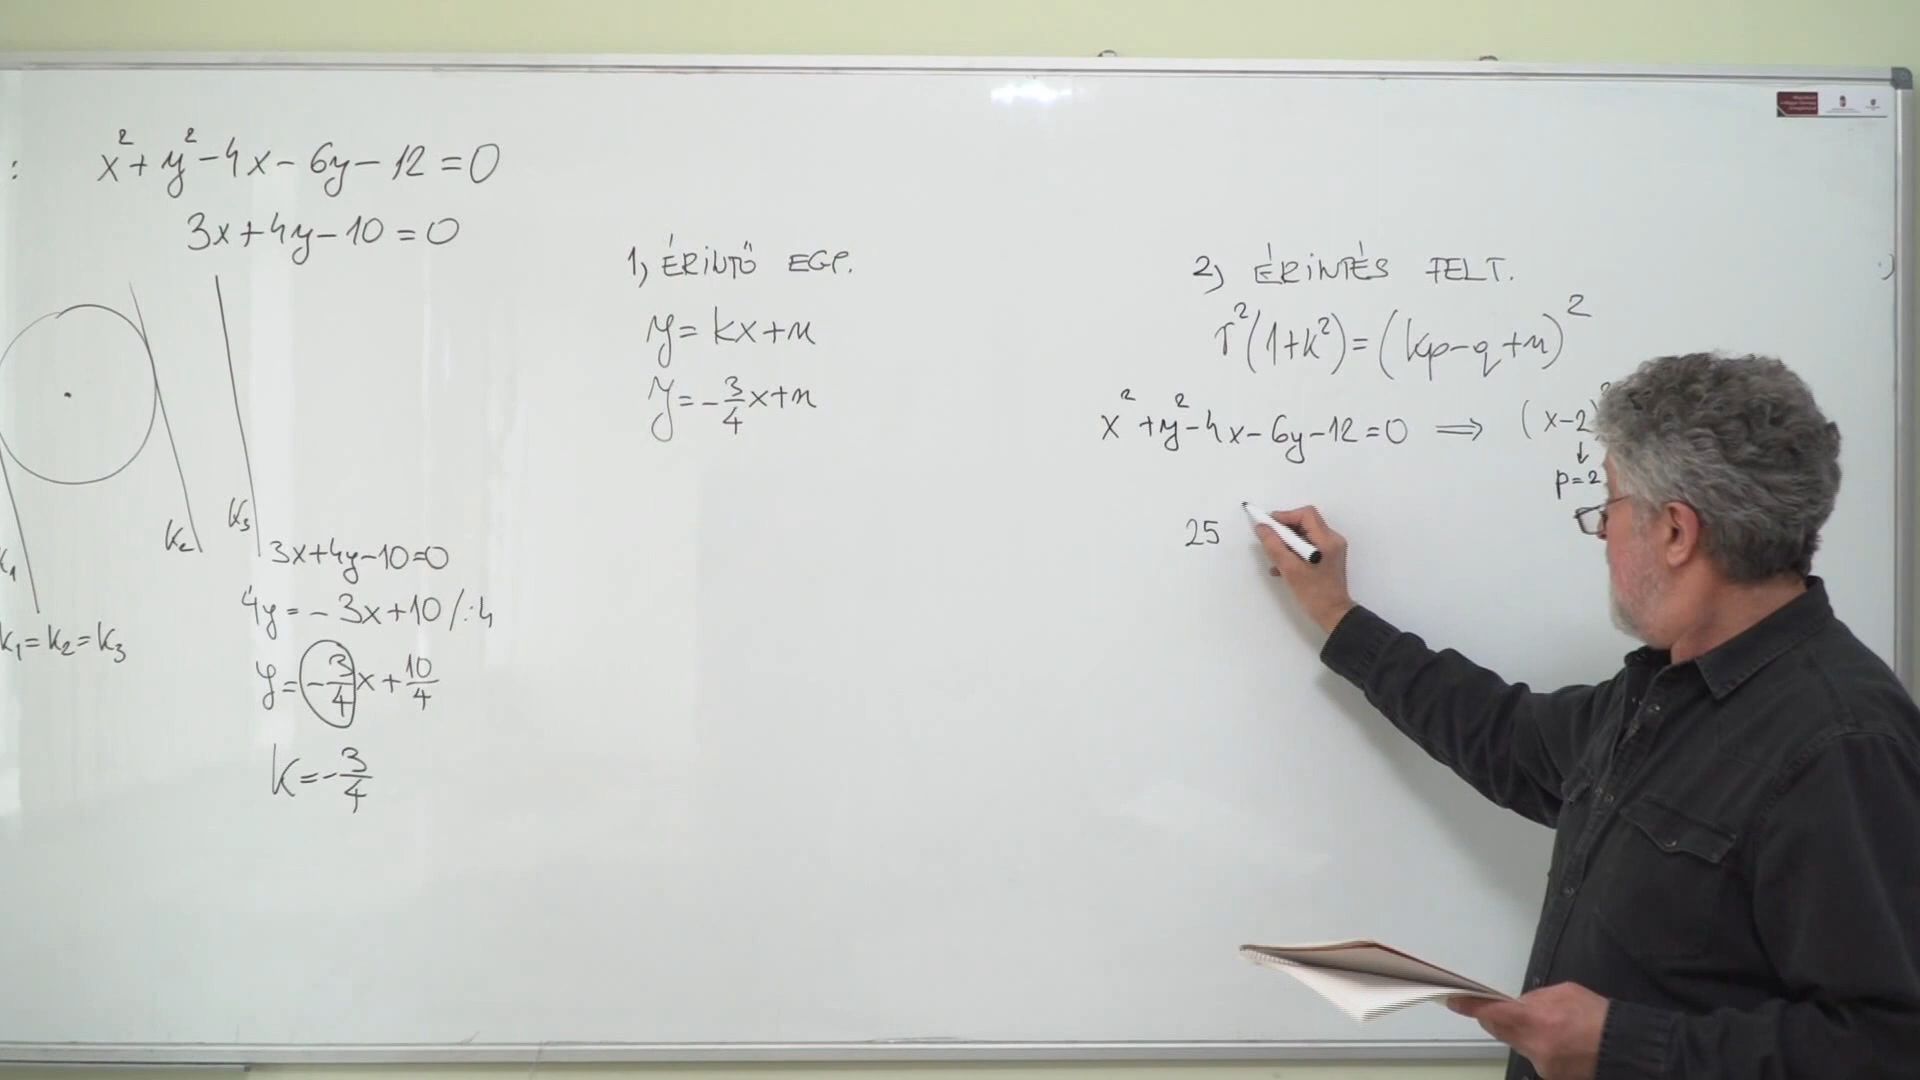 : x²+y²-4x-6y-12=0
3x+4y-10=0
k₂
k₃
k₁=k₂=k₃
3x+4y-10=0
4y=-3x+10/:4
y=-3/4x+10/4
k=-3/4
1, ÉRINTŐ EGY.
y=kx+n
y=-3/4x+n
2, ÉRINTÉS FELT.
r²(1+k²)=(kp-q+n)²
x²+y²-4x-6y-12=0 ⟹ (x-2)
↓
p=2
25